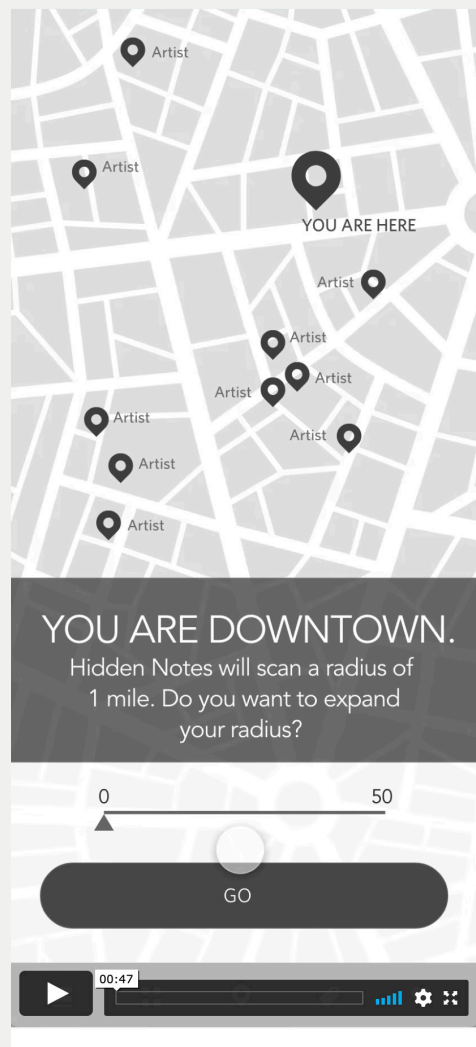 Artist
Artist
YOU ARE HERE
Artist
Artist
Artist
Artist
Artist
Artist
Artist
Artist
YOU ARE DOWNTOWN.
Hidden Notes will scan a radius of
1 mile. Do you want to expand
your radius?
0 50
GO
00:47